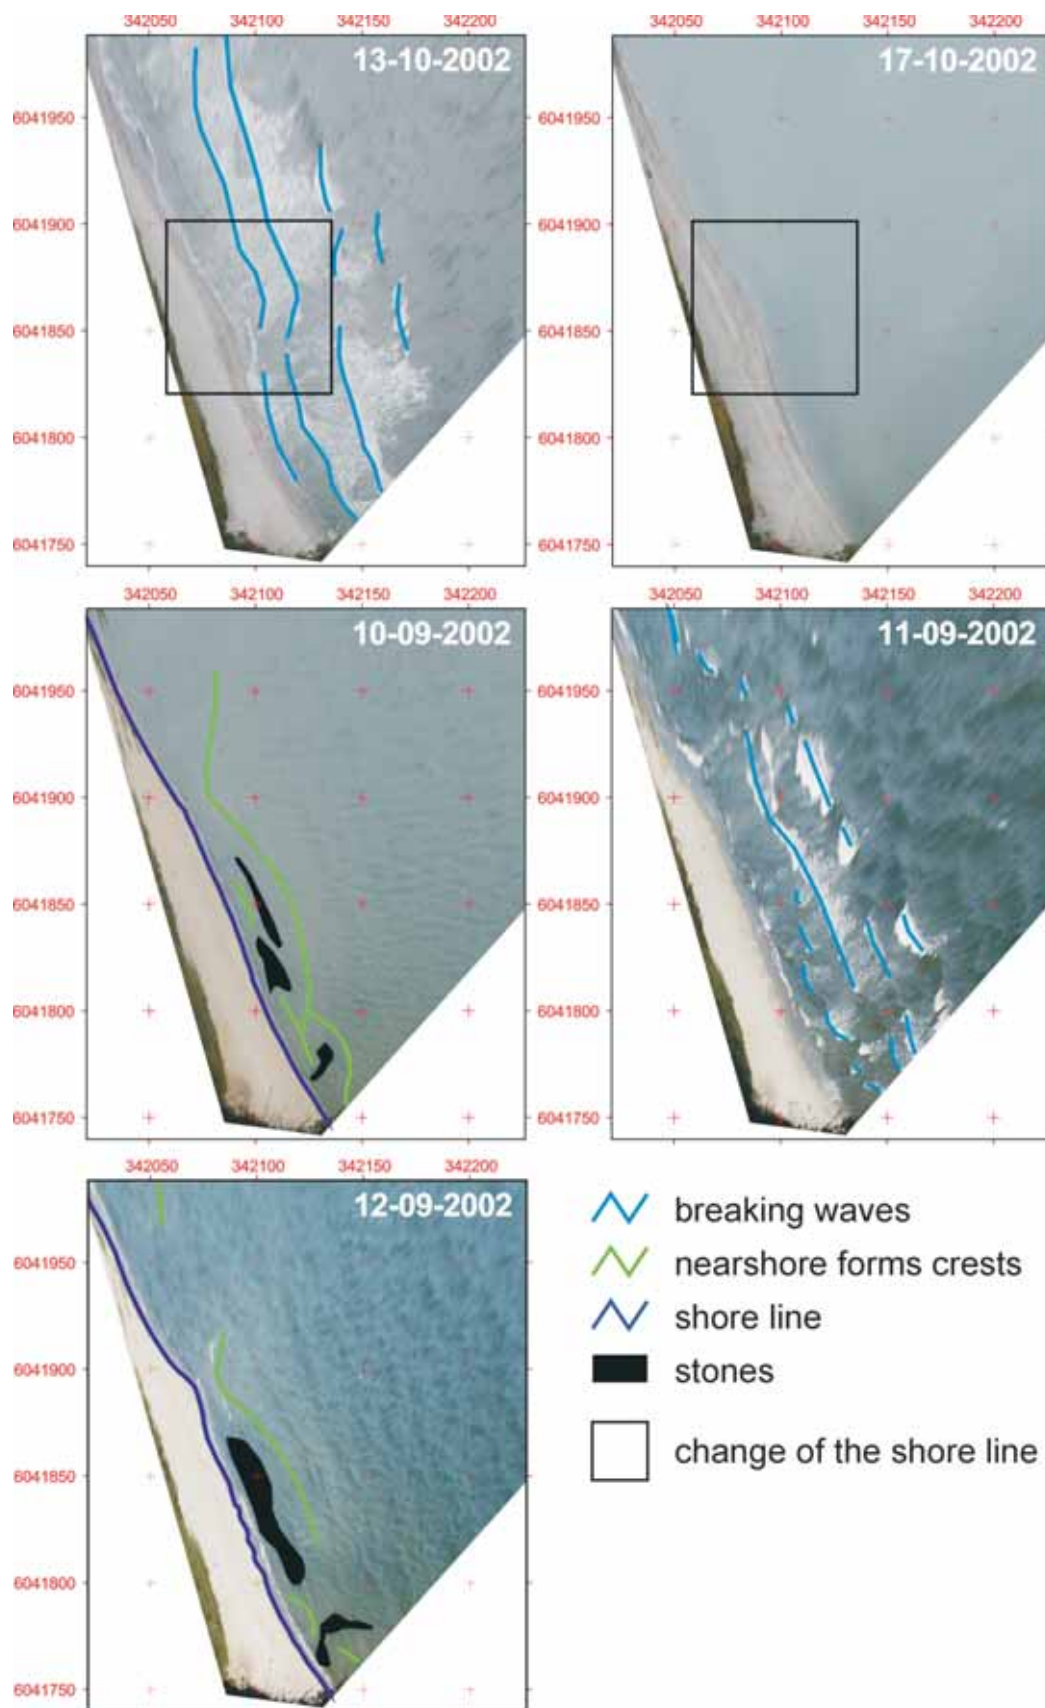 342050 342100 342150 342200 342050 342100 342150 342200
13-10-2002 17-10-2002
6041950 6041950
6041900 6041900
6041850 6041850
6041800 6041800
6041750 6041750
342050 342100 342150 342200 342050 342100 342150 342200
10-09-2002 11-09-2002
6041950 6041950
6041900 6041900
6041850 6041850
6041800 6041800
6041750 6041750
342050 342100 342150 342200
12-09-2002
6041950
6041900
6041850
6041800
6041750
breaking waves
nearshore forms crests
shore line
stones
change of the shore line